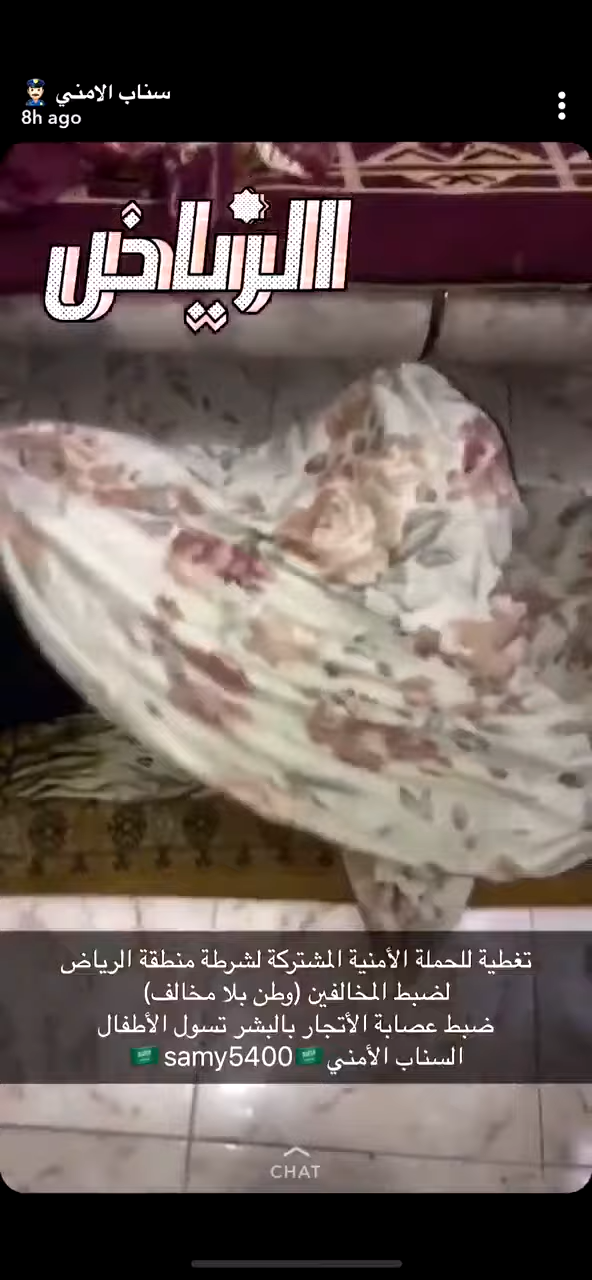 سناب الامني
8h ago
الرياض
تغطية للحملة الأمنية المشتركة لشرطة منطقة الرياض
لضبط المخالفين (وطن بلا مخالف)
ضبط عصابة الأتجار بالبشر تسول الأطفال
السناب الأمني🇸🇦samy5400🇸🇦
CHAT